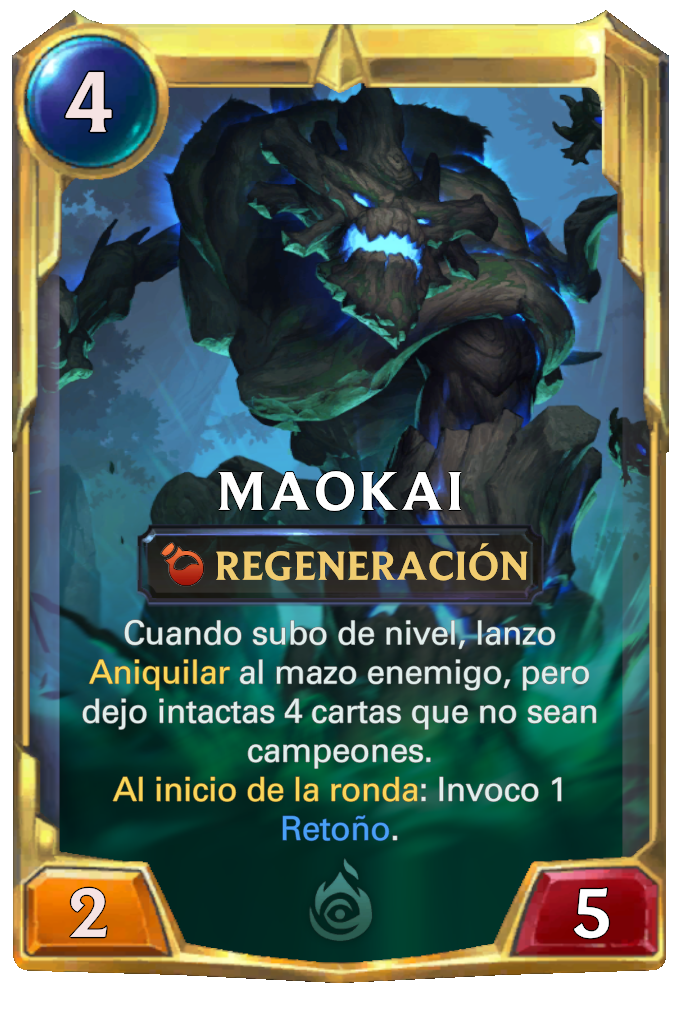 4
MAOKAI
REGENERACIÓN
Cuando subo de nivel, lanzo
Aniquilar al mazo enemigo, pero
dejo intactas 4 cartas que no sean
campeones.
Al inicio de la ronda: Invoco 1
Retoño.
2
5